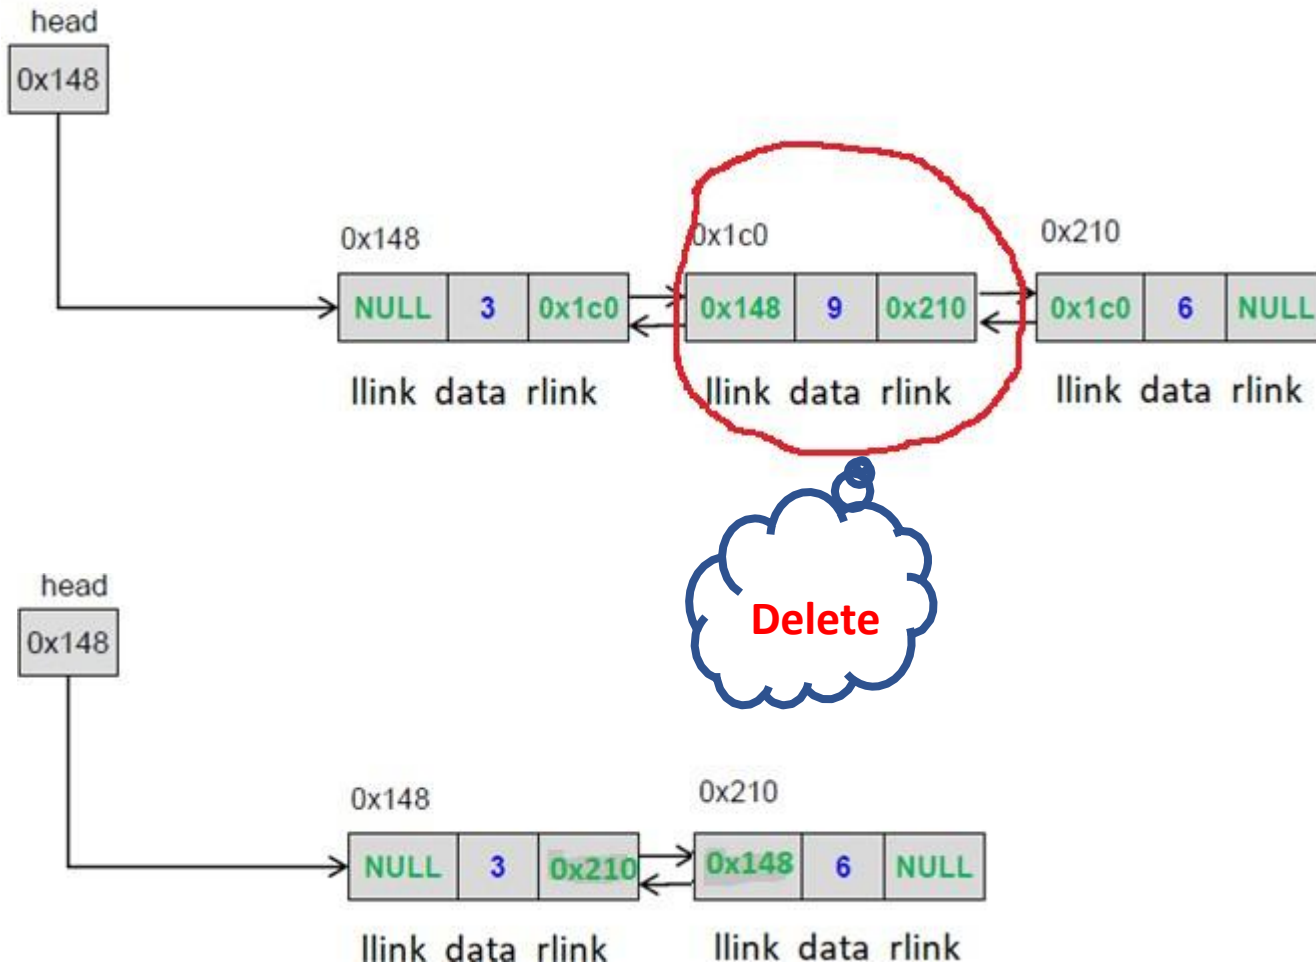 head
0x148
0x148 0x1c0 0x210
NULL 3 0x1c0 0x148 9 0x210 0x1c0 6 NULL
llink data rlink llink data rlink llink data rlink
Delete
head
0x148
0x148 0x210
NULL 3 0x210 0x148 6 NULL
llink data rlink llink data rlink